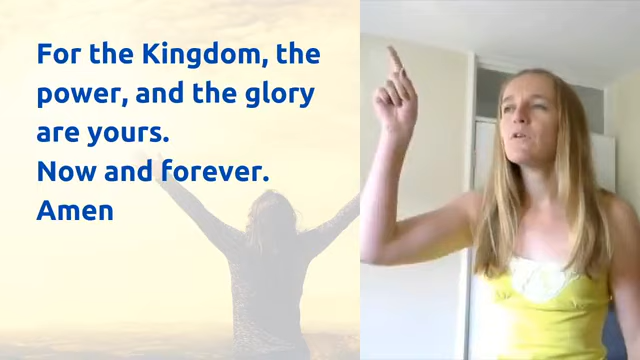 For the Kingdom, the
power, and the glory
are yours.
Now and forever.
Amen